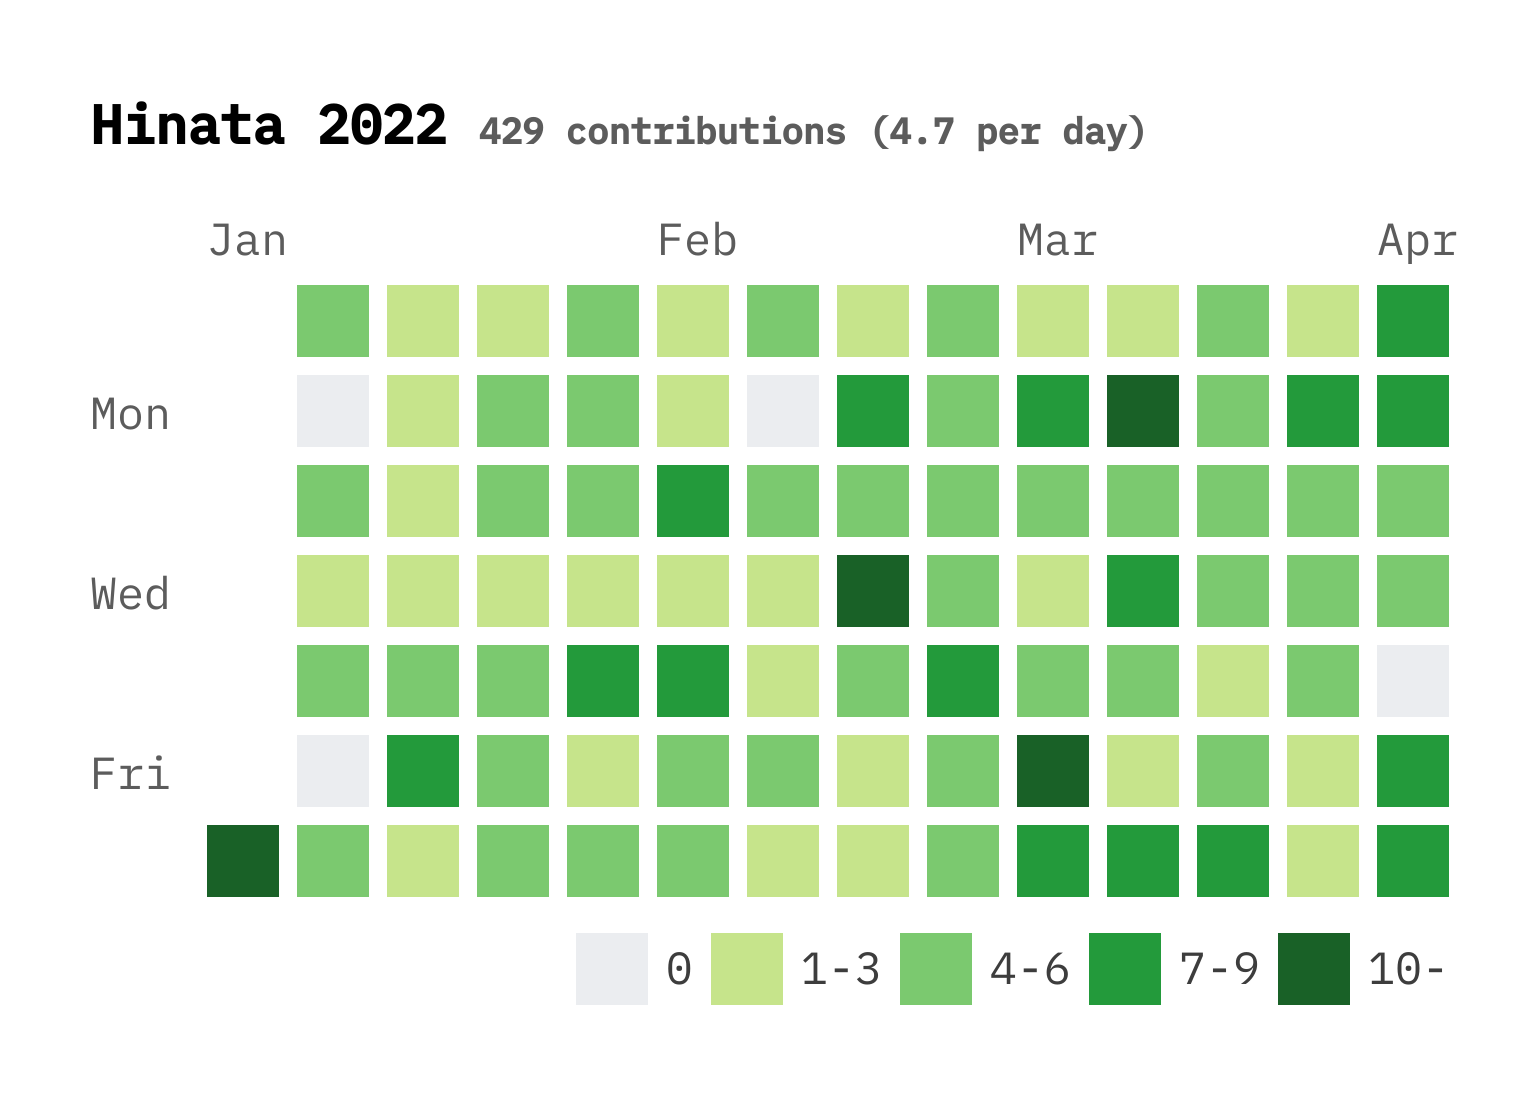 Hinata 2022 429 contributions (4.7 per day)
Jan Feb Mar Apr
Mon
Wed
Fri
0 1-3 4-6 7-9 10-